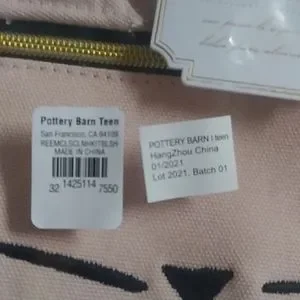 Pottery Barn Teen
San Francisco, CA 94109
REEMCLSCLNHKITBLSH
MADE IN CHINA
32 1425114 7550
POTTERY BARN | teen
HangZhou China
01/2021
Lot 2021, Batch 01